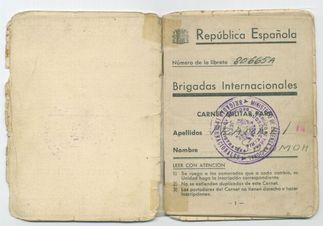 República Española
Número de la libreta 80665A
Brigadas Internacionales
CARNET MILITAR PARA
Apellidos
Nombre MOH
LEER CON ATENCIÓN
1) Se ruega a los camaradas que a cada cambio, su
Unidad haga la inscripción correspondiente
2) No se extienden duplicados de este Carnet.
3) Los portadores del Carnet no tienen derecho a hacer
inscripciones.
- 1 -